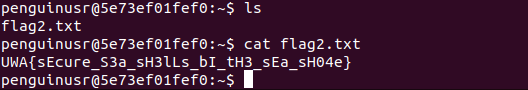 penguinusr@5e73ef01fef0:~$ ls
flag2.txt
penguinusr@5e73ef01fef0:~$ cat flag2.txt
UWA{sEcure_S3a_sH3lLs_bI_tH3_sEa_sH04e}
penguinusr@5e73ef01fef0:~$